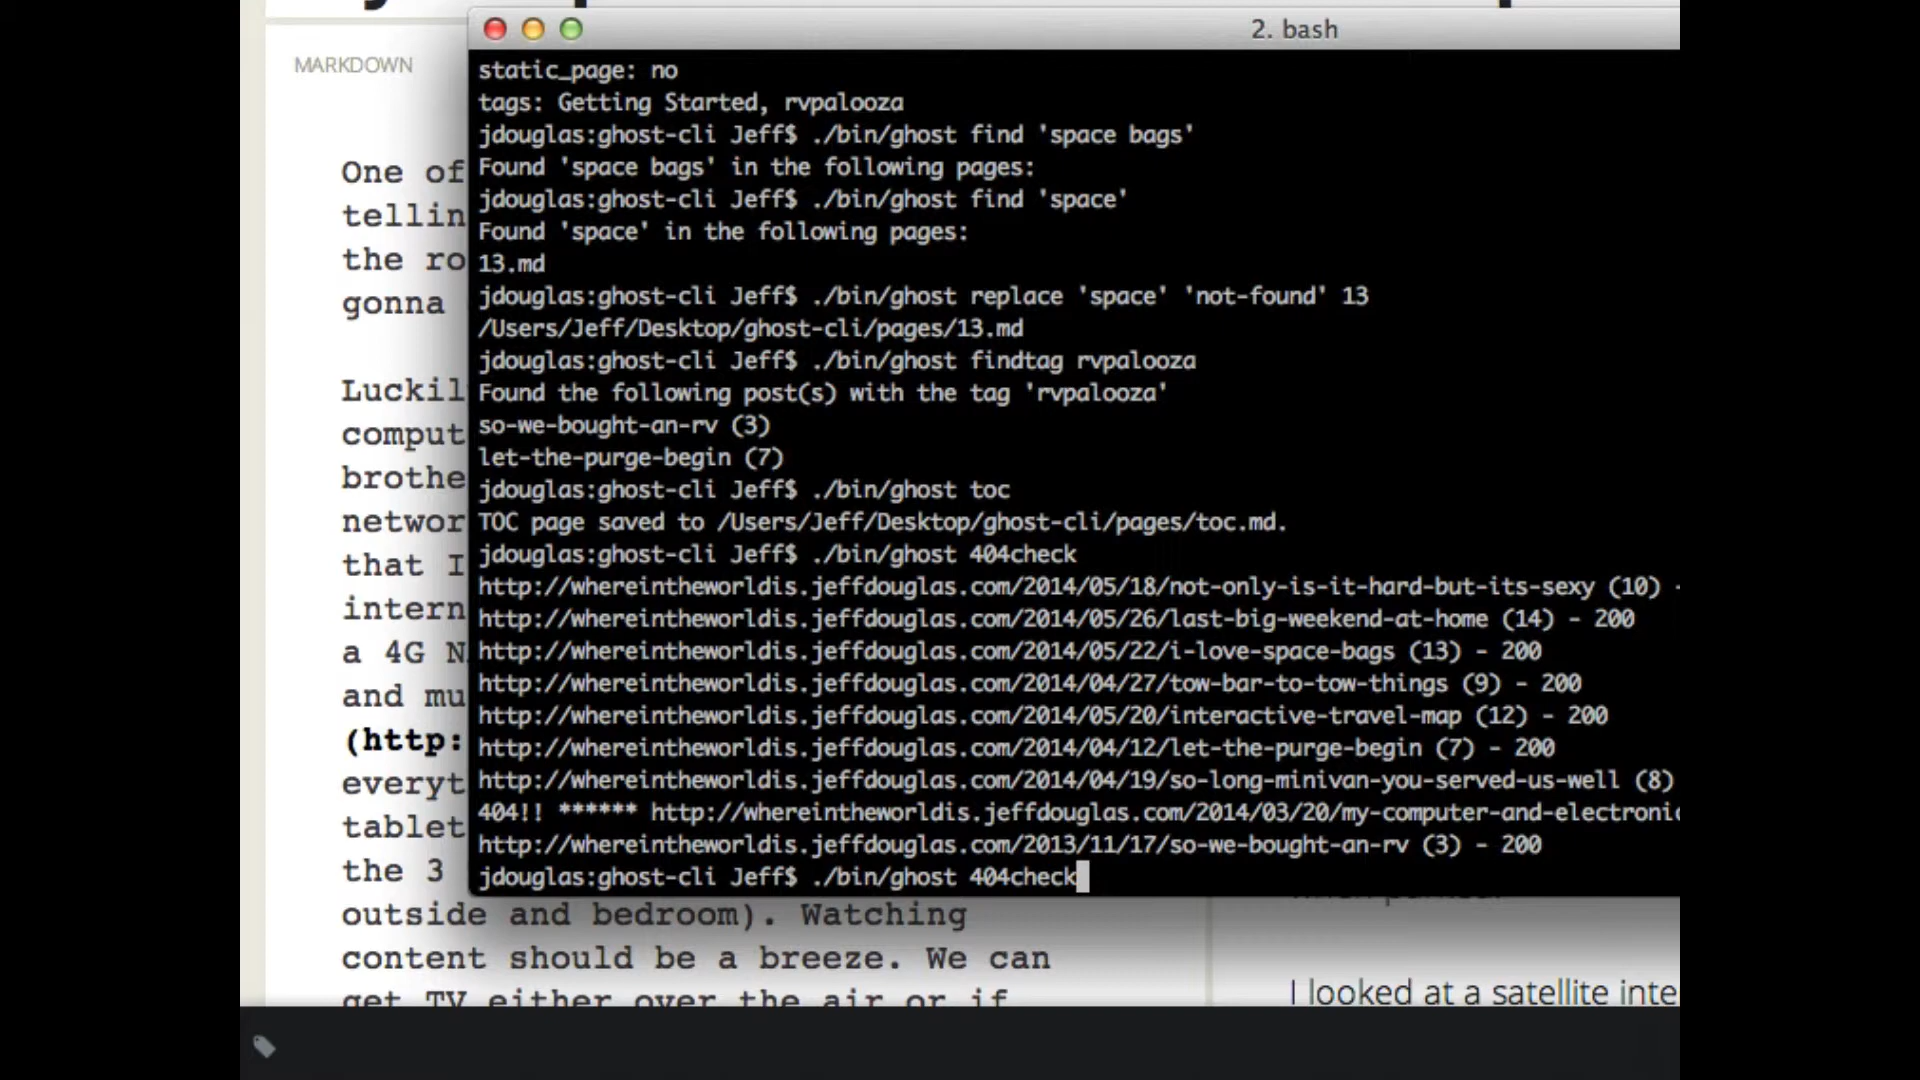 2. bash
MARKDOWN
static_page: no
tags: Getting Started, rvpalooza
jdouglas:ghost-cli Jeff$ ./bin/ghost find 'space bags'
Found 'space bags' in the following pages:
jdouglas:ghost-cli Jeff$ ./bin/ghost find 'space'
Found 'space' in the following pages:
13.md
jdouglas:ghost-cli Jeff$ ./bin/ghost replace 'space' 'not-found' 13
/Users/Jeff/Desktop/ghost-cli/pages/13.md
jdouglas:ghost-cli Jeff$ ./bin/ghost findtag rvpalooza
Found the following post(s) with the tag 'rvpalooza'
so-we-bought-an-rv (3)
let-the-purge-begin (7)
jdouglas:ghost-cli Jeff$ ./bin/ghost toc
TOC page saved to /Users/Jeff/Desktop/ghost-cli/pages/toc.md.
jdouglas:ghost-cli Jeff$ ./bin/ghost 404check
http://whereintheworldis.jeffdouglas.com/2014/05/18/not-only-is-it-hard-but-its-sexy (10) -
http://whereintheworldis.jeffdouglas.com/2014/05/26/last-big-weekend-at-home (14) - 200
http://whereintheworldis.jeffdouglas.com/2014/05/22/i-love-space-bags (13) - 200
http://whereintheworldis.jeffdouglas.com/2014/04/27/tow-bar-to-tow-things (9) - 200
http://whereintheworldis.jeffdouglas.com/2014/05/20/interactive-travel-map (12) - 200
http://whereintheworldis.jeffdouglas.com/2014/04/12/let-the-purge-begin (7) - 200
http://whereintheworldis.jeffdouglas.com/2014/04/19/so-long-minivan-you-served-us-well (8)
404!! ****** http://whereintheworldis.jeffdouglas.com/2014/03/20/my-computer-and-electronic
http://whereintheworldis.jeffdouglas.com/2013/11/17/so-we-bought-an-rv (3) - 200
jdouglas:ghost-cli Jeff$ ./bin/ghost 404check
One of
tellin
the ro
gonna
Luckil
comput
brothe
networ
that I
intern
a 4G N
and mu
(http:
everyt
tablet
the 3
outside and bedroom). Watching
content should be a breeze. We can
get TV either over the air or if
I looked at a satellite inte